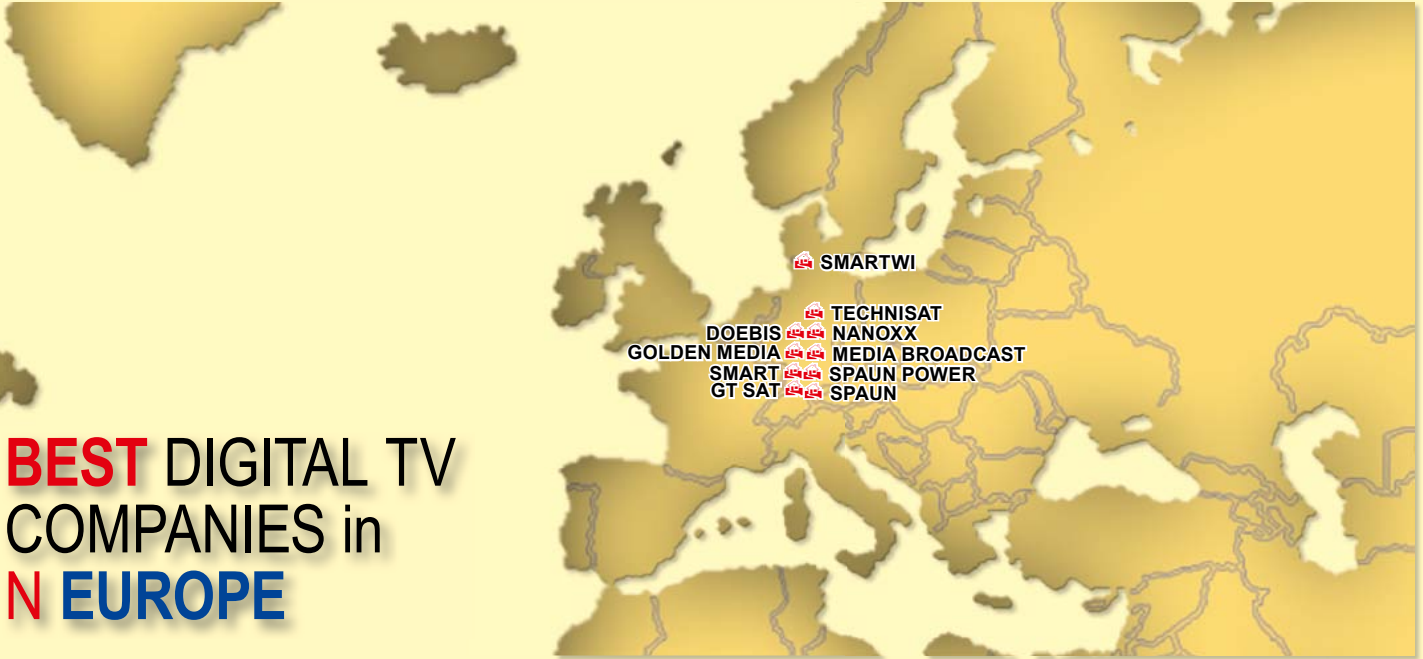 SMARTWI
TECHNISAT
DOEBIS NANOXX
GOLDEN MEDIA MEDIA BROADCAST
SMART SPAUN POWER
GT SAT SPAUN
BEST DIGITAL TV
COMPANIES in
N EUROPE